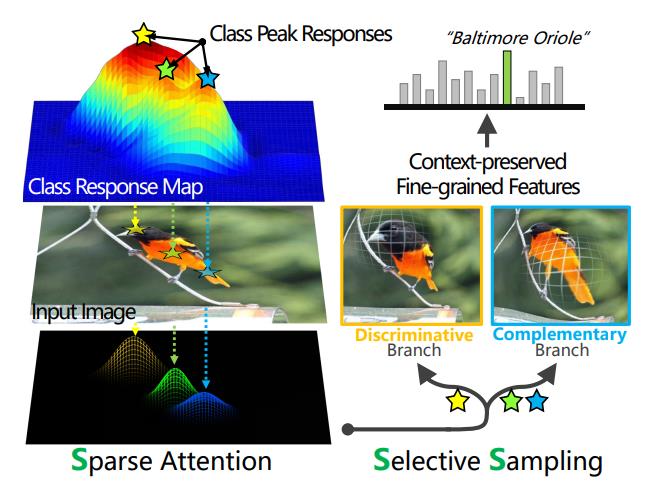 Class Peak Responses
"Baltimore Oriole"
Class Response Map
Context-preserved
Fine-grained Features
Input Image
Discriminative
Branch
Complementary
Branch
Sparse Attention
Selective Sampling